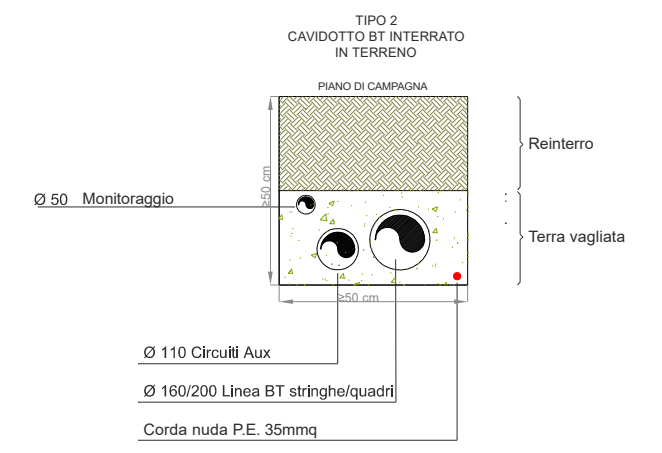 TIPO 2
CAVIDOTTO BT INTERRATO
IN TERRENO
PIANO DI CAMPAGNA
Reinterro
≥50 cm
Ø 50 Monitoraggio
Terra vagliata
≥50 cm
Ø 110 Circuiti Aux
Ø 160/200 Linea BT stringhe/quadri
Corda nuda P.E. 35mmq